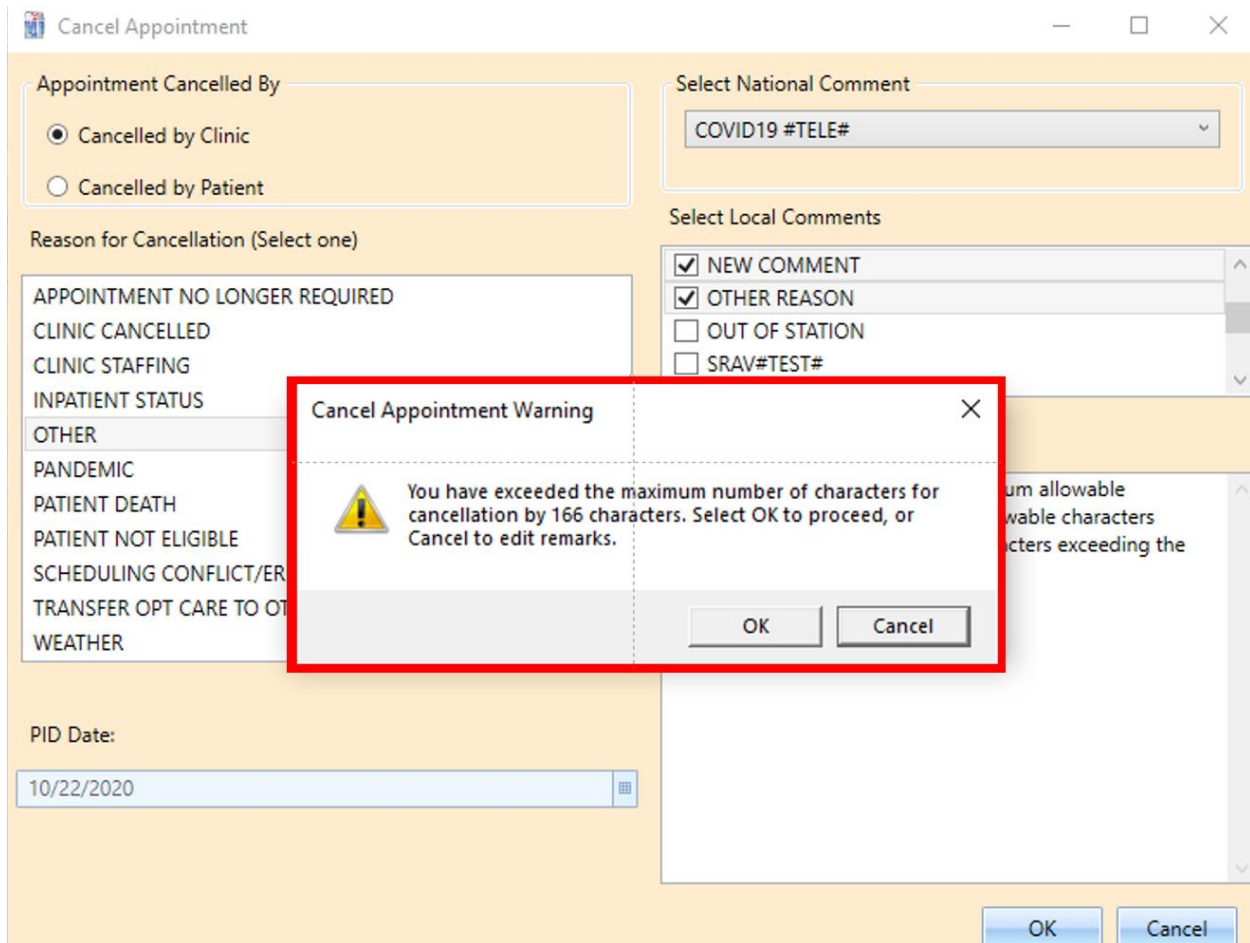 Cancel Appointment
Appointment Cancelled By
Cancelled by Clinic
Cancelled by Patient
Reason for Cancellation (Select one)
APPOINTMENT NO LONGER REQUIRED
CLINIC CANCELLED
CLINIC STAFFING
INPATIENT STATUS
OTHER
PANDEMIC
PATIENT DEATH
PATIENT NOT ELIGIBLE
SCHEDULING CONFLICT/ER
TRANSFER OPT CARE TO OT
WEATHER
PID Date:
10/22/2020
Select National Comment
COVID19 #TELE#
Select Local Comments
NEW COMMENT
OTHER REASON
OUT OF STATION
SRAV#TEST#
um allowable
wable characters
cters exceeding the
Cancel Appointment Warning
You have exceeded the maximum number of characters for
cancellation by 166 characters. Select OK to proceed, or
Cancel to edit remarks.
OK Cancel
OK Cancel